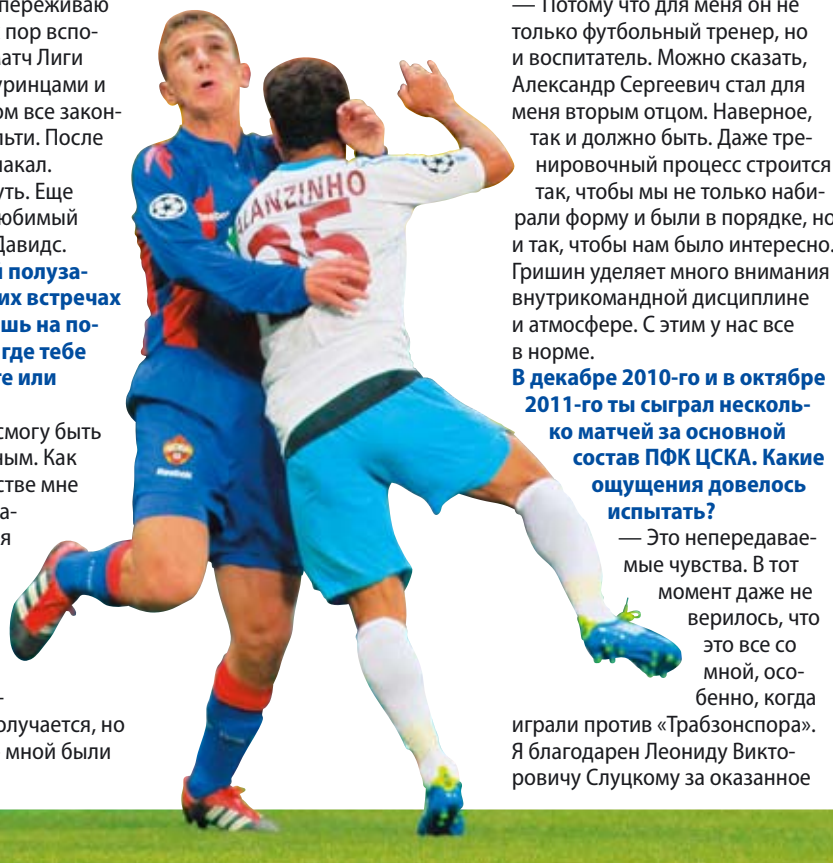 переживаю
пор вспо-
матч Лиги
уринцами и
ом все закон-
льти. После
лакал.
уть. Еще
юбимый
Давидс.
й полуза-
их встречах
шь на по-
где тебе
те или
смогу быть
ным. Как
стве мне
а-
я
-
олучается, но
мной были
ALANZINHO
25
Reebok
— Потому что для меня он не
только футбольный тренер, но
и воспитатель. Можно сказать,
Александр Сергеевич стал для
меня вторым отцом. Наверное,
так и должно быть. Даже тре-
нировочный процесс строится
так, чтобы мы не только наби-
рали форму и были в порядке, но
и так, чтобы нам было интересно.
Гришин уделяет много внимания
внутрикомандной дисциплине
и атмосфере. С этим у нас все
в норме.
В декабре 2010-го и в октябре
2011-го ты сыграл несколь-
ко матчей за основной
состав ПФК ЦСКА. Какие
ощущения довелось
испытать?
— Это непередавае-
мые чувства. В тот
момент даже не
верилось, что
это все со
мной, осо-
бенно, когда
играли против «Трабзонспора».
Я благодарен Леониду Викто-
ровичу Слуцкому за оказанное